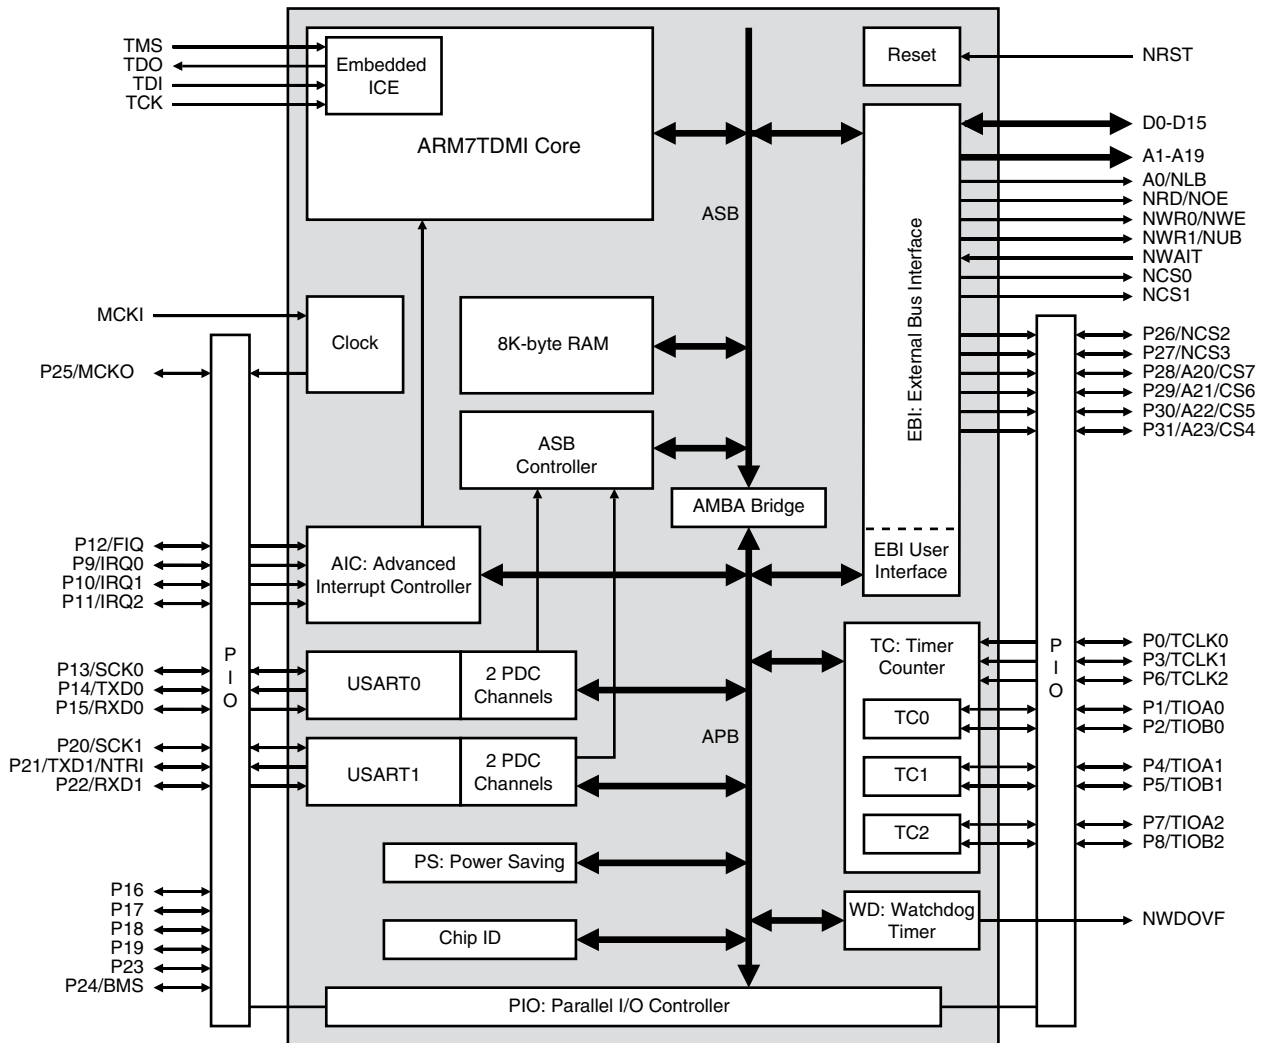 TMS
TDO
TDI
TCK
Embedded
ICE
ARM7TDMI Core
Reset
NRST
D0-D15
A1-A19
A0/NLB
NRD/NOE
NWR0/NWE
NWR1/NUB
NWAIT
NCS0
NCS1
ASB
EBI: External Bus Interface
MCKI
Clock
8K-byte RAM
P25/MCKO
P26/NCS2
P27/NCS3
P28/A20/CS7
P29/A21/CS6
P30/A22/CS5
P31/A23/CS4
ASB
Controller
AMBA Bridge
P12/FIQ
P9/IRQ0
P10/IRQ1
P11/IRQ2
AIC: Advanced
Interrupt Controller
EBI User
Interface
P
I
O
P13/SCK0
P14/TXD0
P15/RXD0
USART0
2 PDC
Channels
TC: Timer
Counter
P
I
O
P0/TCLK0
P3/TCLK1
P6/TCLK2
TC0
P1/TIOA0
P2/TIOB0
P20/SCK1
P21/TXD1/NTRI
P22/RXD1
USART1
2 PDC
Channels
APB
TC1
P4/TIOA1
P5/TIOB1
TC2
P7/TIOA2
P8/TIOB2
PS: Power Saving
P16
P17
P18
P19
P23
P24/BMS
Chip ID
WD: Watchdog
Timer
NWDOVF
PIO: Parallel I/O Controller